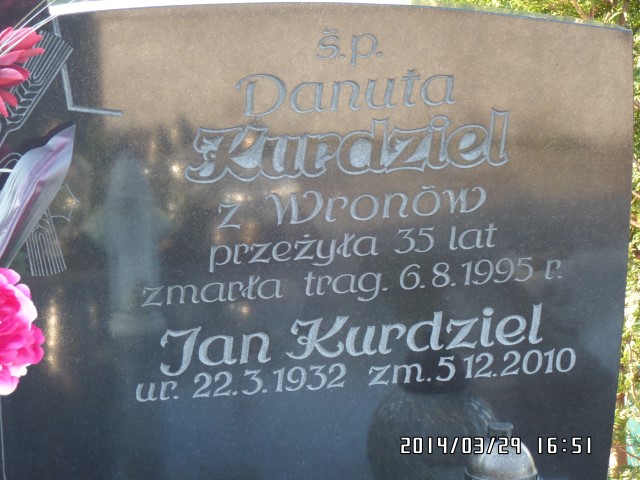 ś.p.
Danuta
Kurdziel
z Wronów
przeżyła 35 lat
zmarła trag. 6.8.1995 r.
Jan Kurdziel
ur. 22.3.1932 zm. 5 12.2010
2014/03/29 16:51